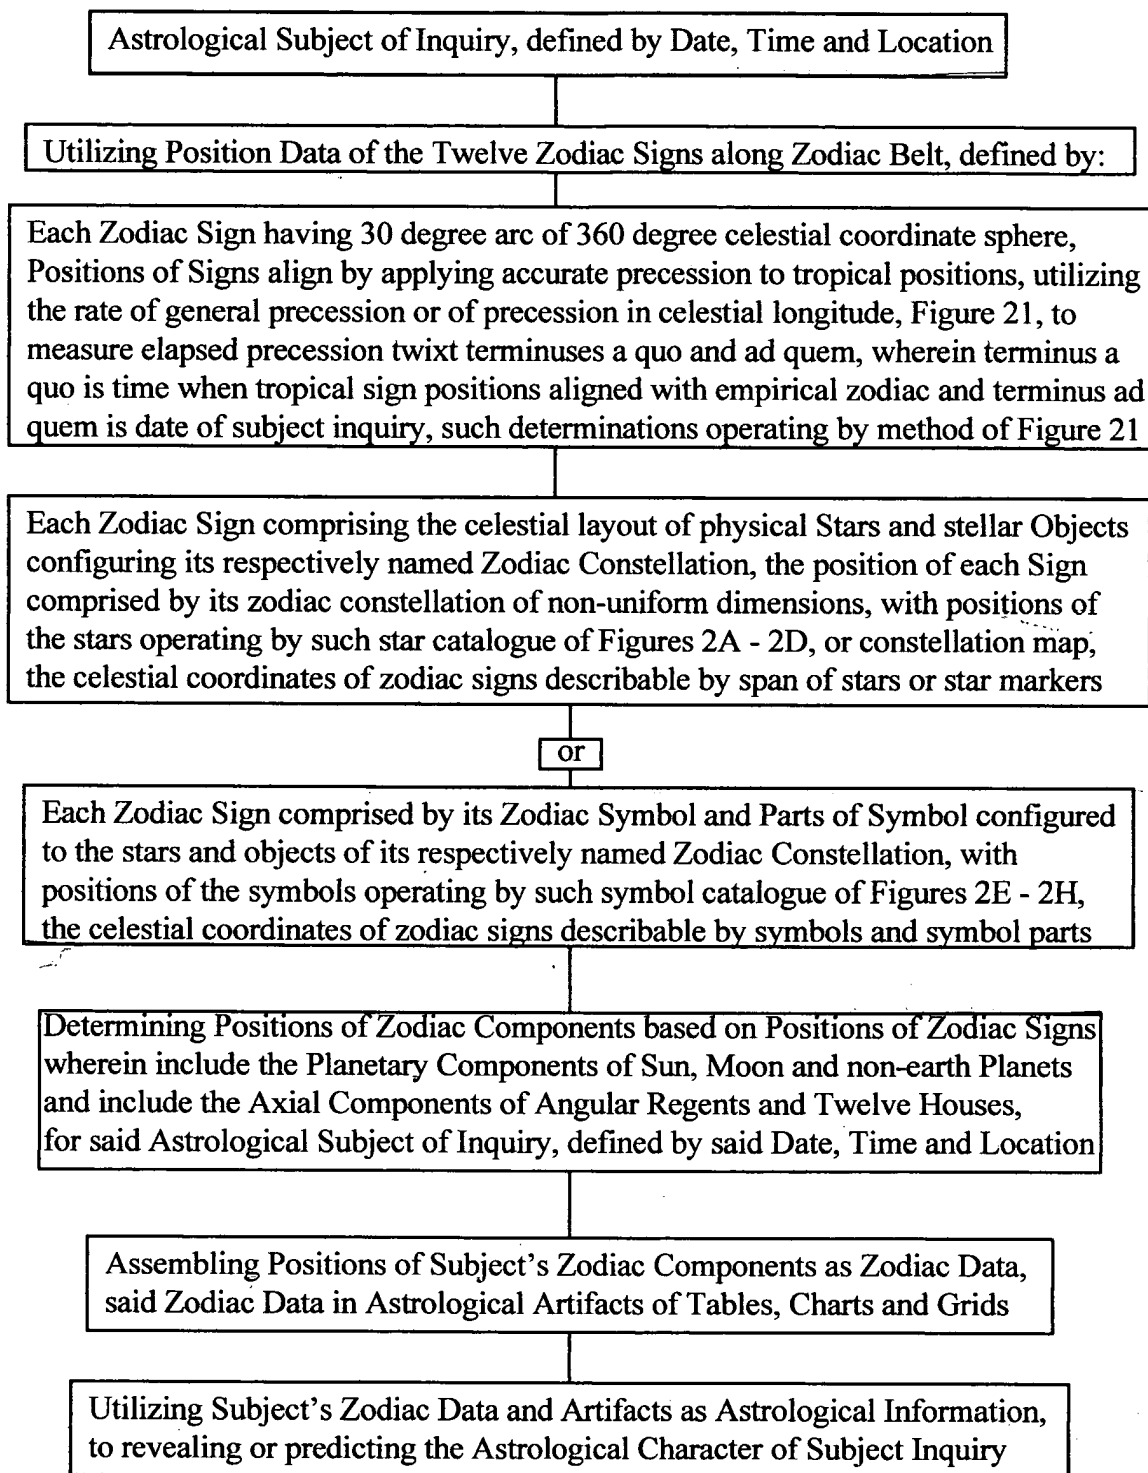 Astrological Subject of Inquiry, defined by Date, Time and Location
Utilizing Position Data of the Twelve Zodiac Signs along Zodiac Belt, defined by:
Each Zodiac Sign having 30 degree arc of 360 degree celestial coordinate sphere,
Positions of Signs align by applying accurate precession to tropical positions, utilizing
the rate of general precession or of precession in celestial longitude, Figure 21, to
measure elapsed precession twixt terminuses a quo and ad quem, wherein terminus a
quo is time when tropical sign positions aligned with empirical zodiac and terminus ad
quem is date of subject inquiry, such determinations operating by method of Figure 21
Each Zodiac Sign comprising the celestial layout of physical Stars and stellar Objects
configuring its respectively named Zodiac Constellation, the position of each Sign
comprised by its zodiac constellation of non-uniform dimensions, with positions of
the stars operating by such star catalogue of Figures 2A - 2D, or constellation map,
the celestial coordinates of zodiac signs describable by span of stars or star markers
or
Each Zodiac Sign comprised by its Zodiac Symbol and Parts of Symbol configured
to the stars and objects of its respectively named Zodiac Constellation, with
positions of the symbols operating by such symbol catalogue of Figures 2E - 2H,
the celestial coordinates of zodiac signs describable by symbols and symbol parts
Determining Positions of Zodiac Components based on Positions of Zodiac Signs
wherein include the Planetary Components of Sun, Moon and non-earth Planets
and include the Axial Components of Angular Regents and Twelve Houses,
for said Astrological Subject of Inquiry, defined by said Date, Time and Location
Assembling Positions of Subject's Zodiac Components as Zodiac Data,
said Zodiac Data in Astrological Artifacts of Tables, Charts and Grids
Utilizing Subject's Zodiac Data and Artifacts as Astrological Information,
to revealing or predicting the Astrological Character of Subject Inquiry